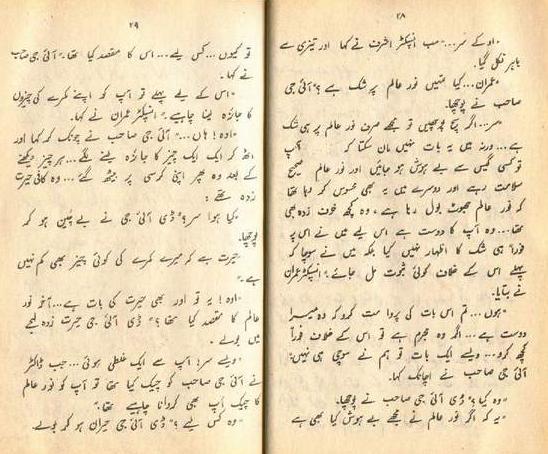 ۲۸
"او کے سر..." سب انسپکٹر اشرف نے کہا اور تیزی سے
باہر نکل گیا۔
"عمران... کیا تمہیں نور عالم پر شک ہے؟" آئی جی
صاحب نے پوچھا۔
"سر... اگر سچ پوچھیں تو مجھے صرف نور عالم پر ہی شک
ہے... ورنہ میں یہ بات نہیں مان سکتا کہ آپ
تو کسی گیس سے بے ہوش ہو جائیں اور نور عالم صحیح
سلامت رہے اور دوسرے میں یہ بھی محسوس کر رہا تھا
کہ نور عالم جھوٹ بول رہا ہے، وہ کچھ خوف زدہ بھی
تھا... وہ آپ کا دوست ہے اس لیے میں نے اس پر
فوراً ہی شک کا اظہار نہیں کیا بلکہ میں نے سوچا کہ
پہلے اس کے خلاف کوئی ثبوت مل جائے" انسپکٹر عمران
نے بتایا۔
"ہوں... تم اس بات کی پروا مت کرو کہ وہ میرا
دوست ہے... اگر وہ مجرم ہے تو اس کے خلاف فوراً
کچھ کرو... ویسے ایک بات تو ہم نے سوچی ہی نہیں"
آئی جی صاحب نے اچانک کہا۔
"وہ کیا؟" ڈی آئی جی صاحب نے پوچھا۔
"یہ کہ اگر نور عالم نے مجھے بے ہوش کیا بھی ہے
۲۹
تو کیوں... کس لیے... اس کا مقصد کیا تھا۔" آئی جی صاحب
نے کہا۔
"اس کے لیے پہلے تو آپ کو اپنے کمرے کی چیزوں
کا جائزہ لینا چاہیے۔" انسپکٹر عمران نے کہا۔
"اوہ! ہاں..." آئی جی صاحب نے چونک کر کہا اور
اٹھ کر ایک ایک چیز کا جائزہ لینے لگے... ہر چیز دیکھنے
کے بعد وہ پھر اپنی کرسی پر بیٹھ گئے... وہ کافی حیرت
زدہ تھے:
"کیا ہوا سر؟" ڈی آئی جی نے بے چین ہو کر
پوچھا۔
"حیرت ہے کہ میرے کمرے کی کوئی چیز بھی کم نہیں
ہے۔"
"اوہ! یہ تو اور بھی حیرت کی بات ہے... آخر نور
عالم کا مقصد کیا تھا؟" ڈی آئی جی حیرت زدہ لہجے
میں بولے۔
"ویسے سر! آپ سے ایک غلطی ہوئی... جب ڈاکٹر
نے آئی جی صاحب کو چیک کیا تھا تو آپ کو نور عالم
کا چیک اپ بھی کروانا چاہیے تھا۔"
"وہ کس لیے؟" ڈی آئی جی حیران ہو کر بولے۔